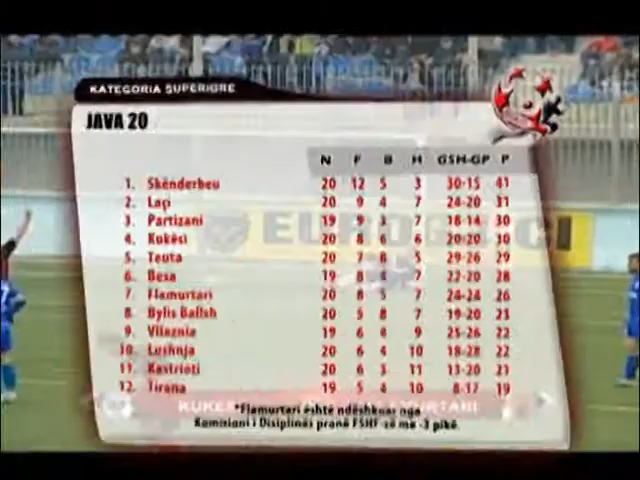 KATEGORIA SUPERIORE
JAVA 20
N F B H GSH-GP P
1. Skënderbeu 20 12 5 3 30-15 41
2. Laçi 20 9 4 7 24-20 31
3. Partizani 19 9 3 7 18-14 30
4. Kukësi 20 8 6 6 20-20 30
5. Teuta 20 7 8 5 29-26 29
6. Besa 19 8 4 7 22-20 28
7 Flamurtari 20 8 5 7 24-24 26
8. Bylis Ballsh 20 5 8 7 19-20 23
9. Vllaznia 19 6 4 9 25-26 22
10. Lushnja 20 6 4 10 18-28 22
11. Kastrioti 20 6 3 11 13-20 21
12. Tirana 19 5 4 10 8-17 19
*Flamurtari është ndëshkuar nga
Komisioni i Disiplinës pranë FSHF-së me -3 pikë.